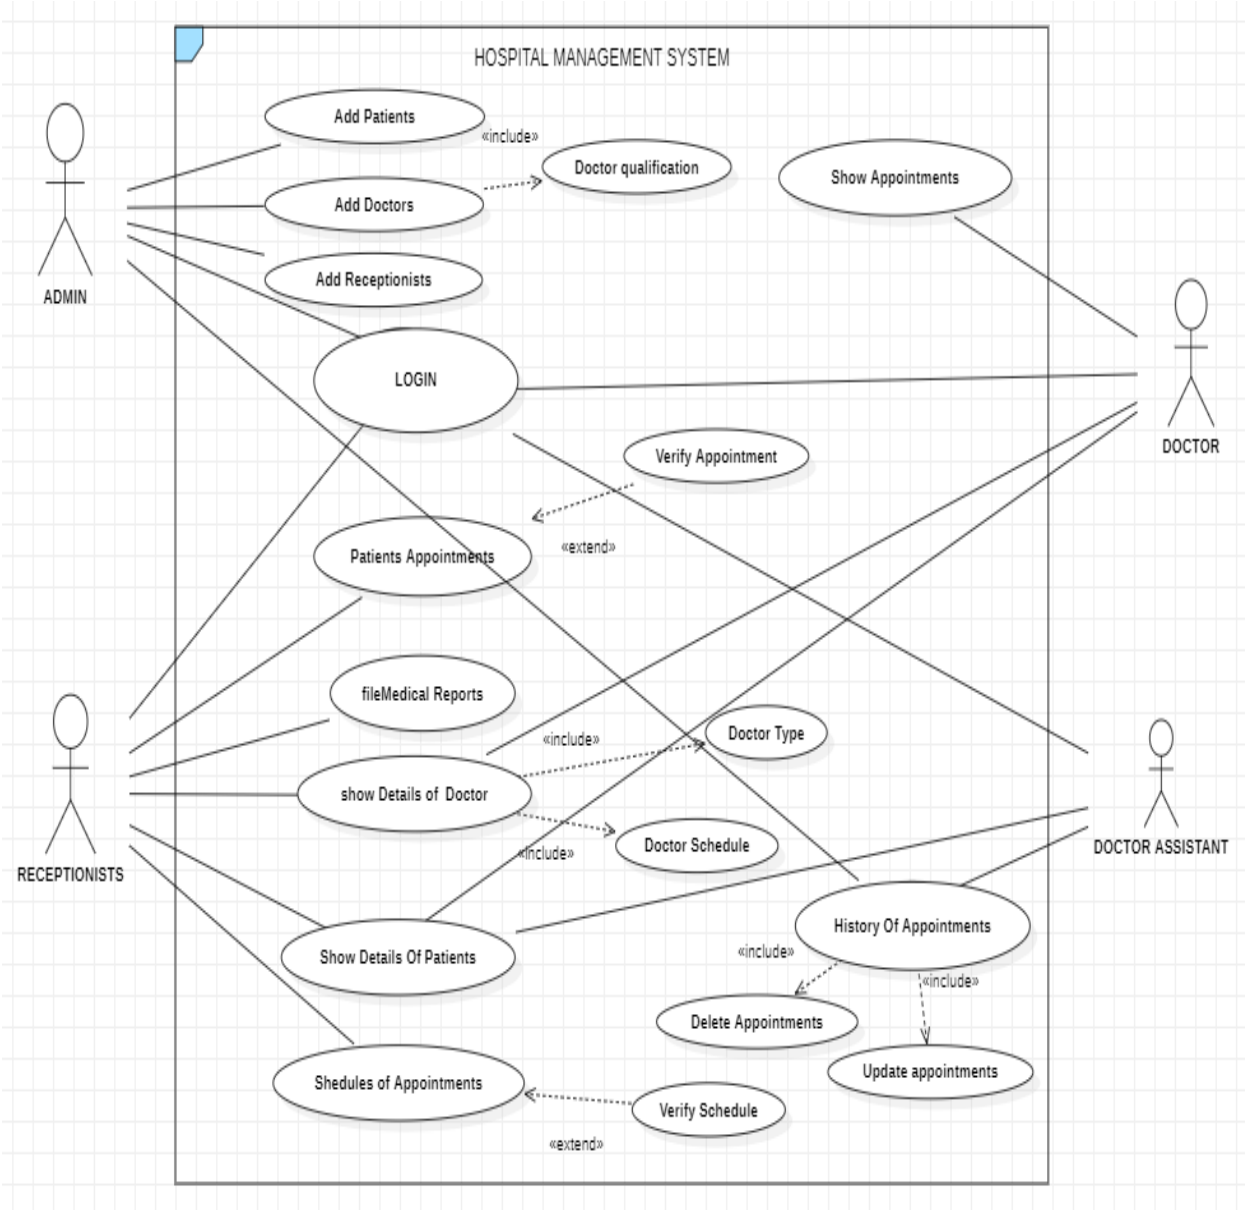 HOSPITAL MANAGEMENT SYSTEM
Add Patients
«include»
Doctor qualification
Show Appointments
Add Doctors
Add Receptionists
ADMIN
LOGIN
DOCTOR
Verify Appointment
«extend»
Patients Appointments
fileMedical Reports
«include»
Doctor Type
show Details of Doctor
Doctor Schedule
«include»
DOCTOR ASSISTANT
RECEPTIONISTS
History Of Appointments
Show Details Of Patients
«include»
«include»
Delete Appointments
Update appointments
Shedules of Appointments
Verify Schedule
«extend»